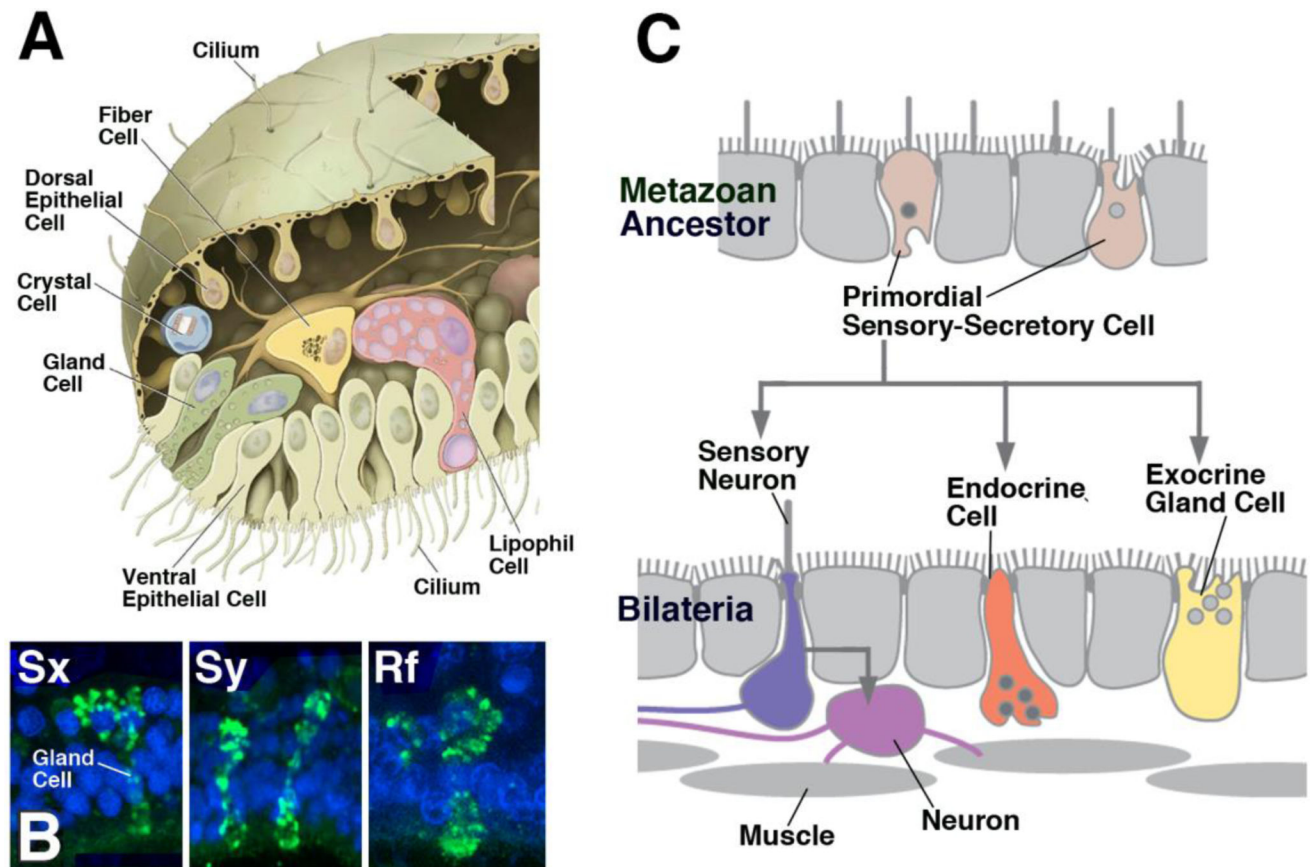 A
Cilium
Fiber
Cell
Dorsal
Epithelial
Cell
Crystal
Cell
Gland
Cell
Ventral
Epithelial Cell
Cilium
Lipophil
Cell
Sx
Sy
Rf
Gland
Cell
B
C
Metazoan
Ancestor
Primordial
Sensory-Secretory Cell
Sensory
Neuron
Endocrine
Cell
Exocrine
Gland Cell
Bilateria
Muscle
Neuron